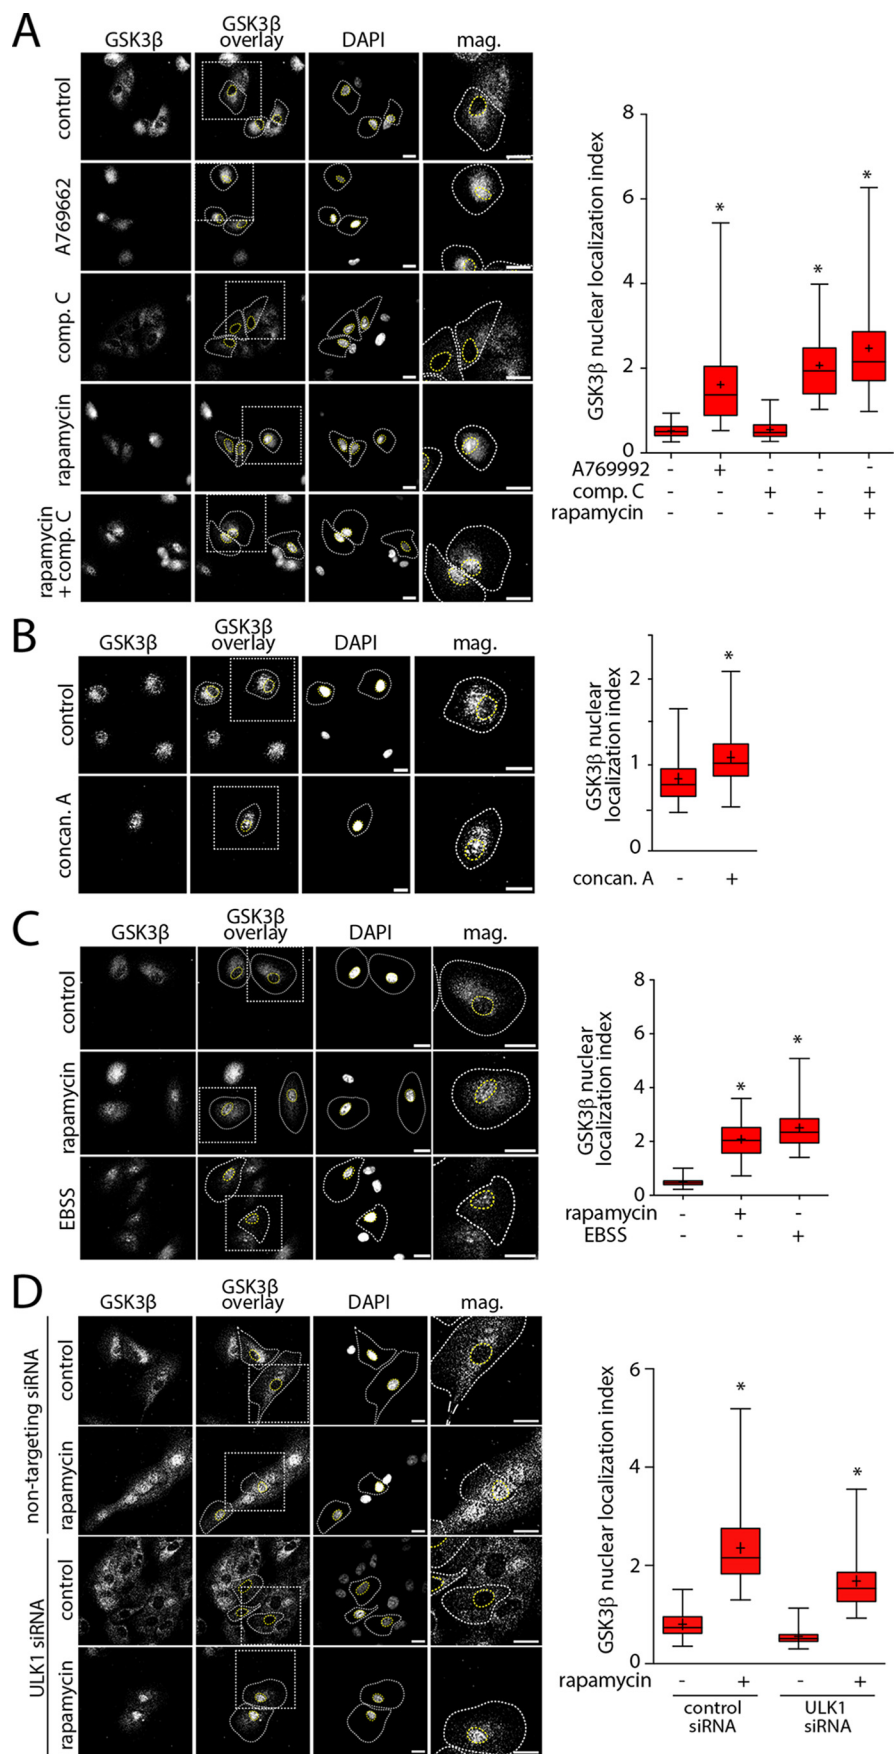 A
GSK3β
GSK3β
overlay
DAPI
mag.
control
A769662
comp. C
rapamycin
rapamycin
+ comp. C
GSK3β nuclear localization index
8
6
4
2
0
* * * *
A769992 - + - - -
comp. C - - + - +
rapamycin - - - + +
B
GSK3β
GSK3β
overlay
DAPI
mag.
control
concan. A
GSK3β nuclear
localization index
2
1
0
*
concan. A - +
C
GSK3β
GSK3β
overlay
DAPI
mag.
control
rapamycin
EBSS
GSK3β nuclear
localization index
8
6
4
2
0
* *
rapamycin - + -
EBSS - - +
D
GSK3β
GSK3β
overlay
DAPI
mag.
non-targeting siRNA
control
rapamycin
ULK1 siRNA
control
rapamycin
GSK3β nuclear localization index
6
4
2
0
* *
rapamycin - + - +
control
siRNA
ULK1
siRNA